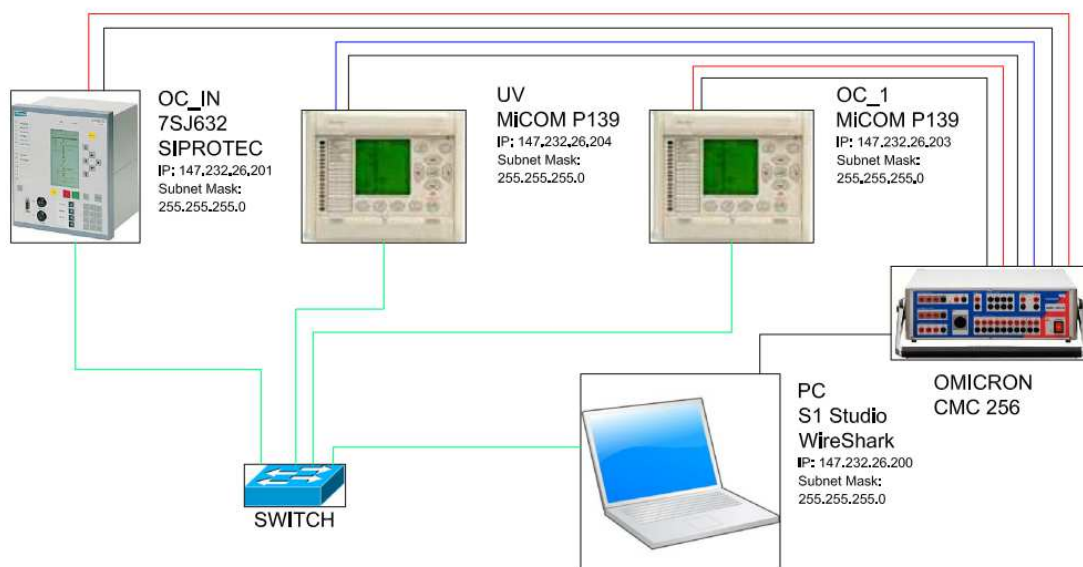 OC_IN
7SJ632
SIPROTEC
IP: 147.232.26.201
Subnet Mask:
255.255.255.0
UV
MiCOM P139
IP: 147.232.26.204
Subnet Mask:
255.255.255.0
OC_1
MiCOM P139
IP: 147.232.26.203
Subnet Mask:
255.255.255.0
OMICRON
CMC 256
PC
S1 Studio
WireShark
IP: 147.232.26.200
Subnet Mask:
255.255.255.0
SWITCH